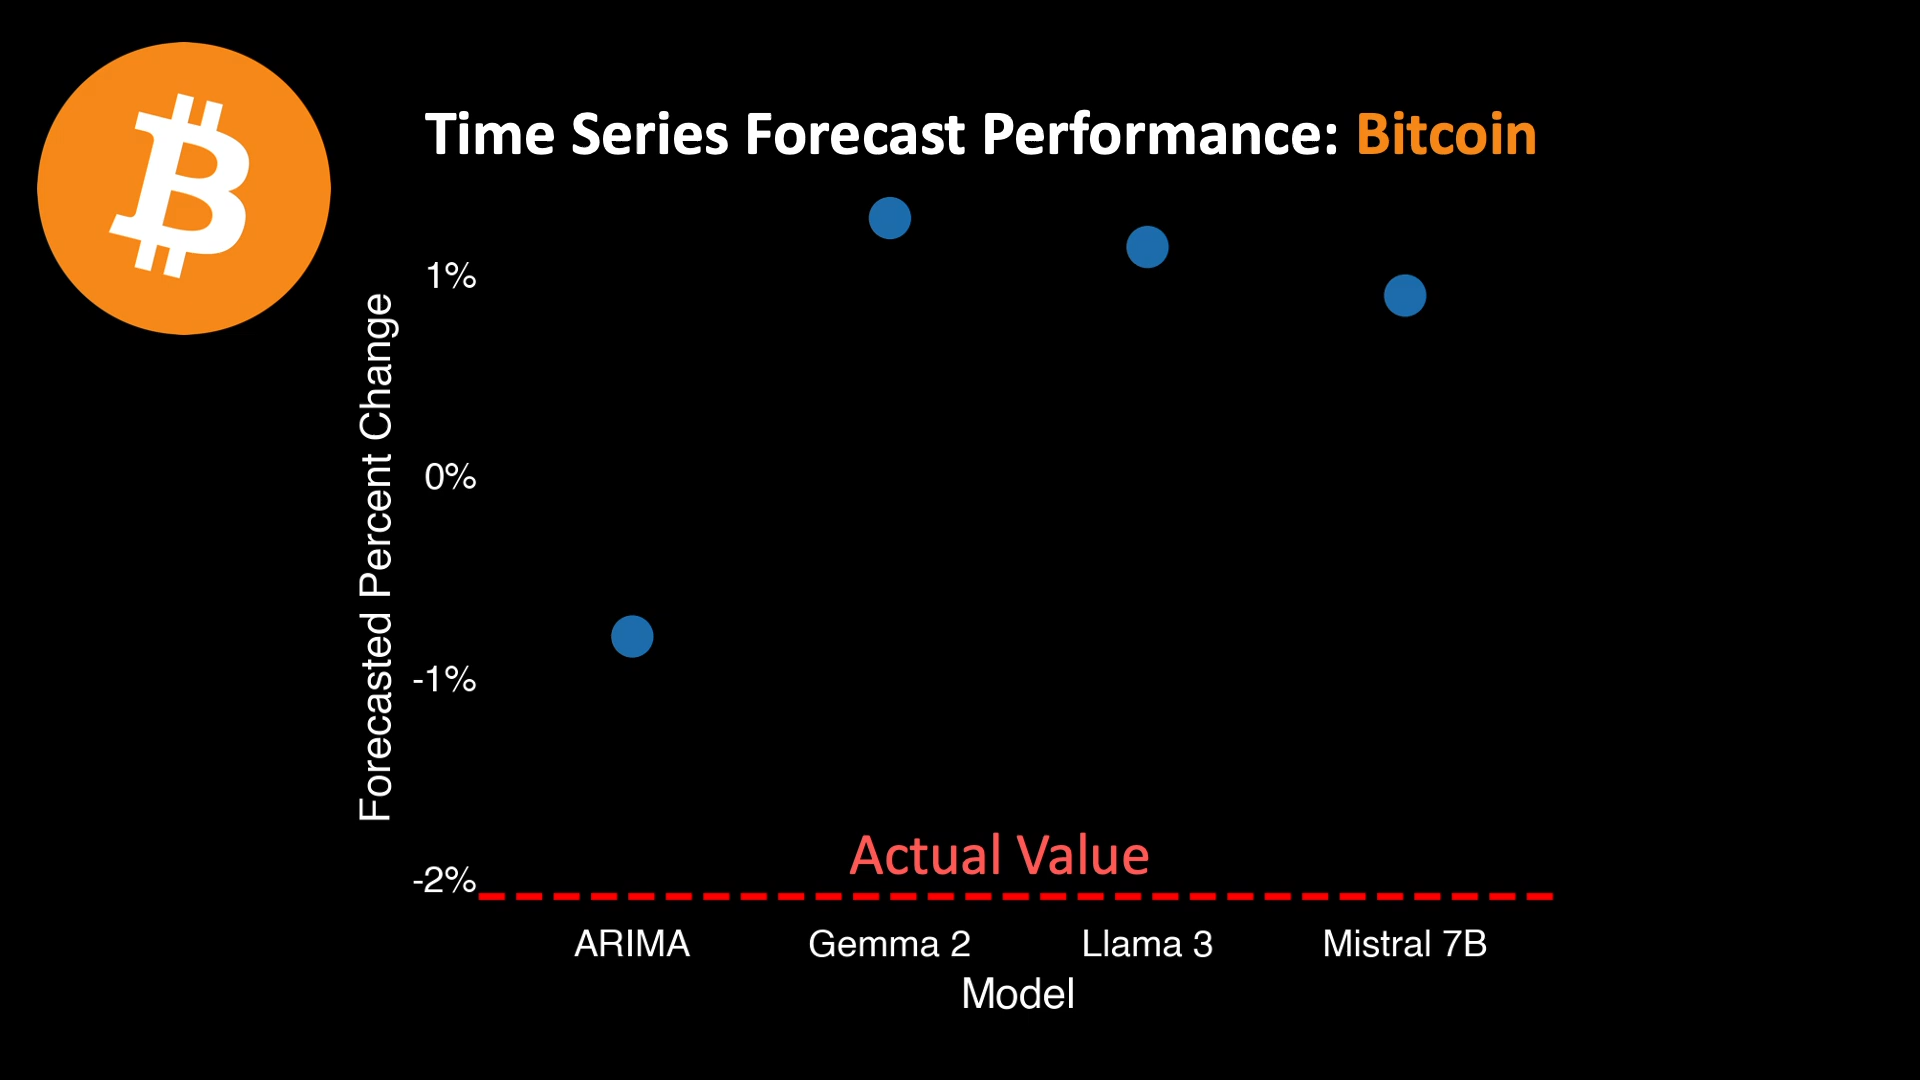 Time Series Forecast Performance: Bitcoin
Forecasted Percent Change
1%
0%
-1%
-2%
Actual Value
ARIMA Gemma 2 Llama 3 Mistral 7B
Model